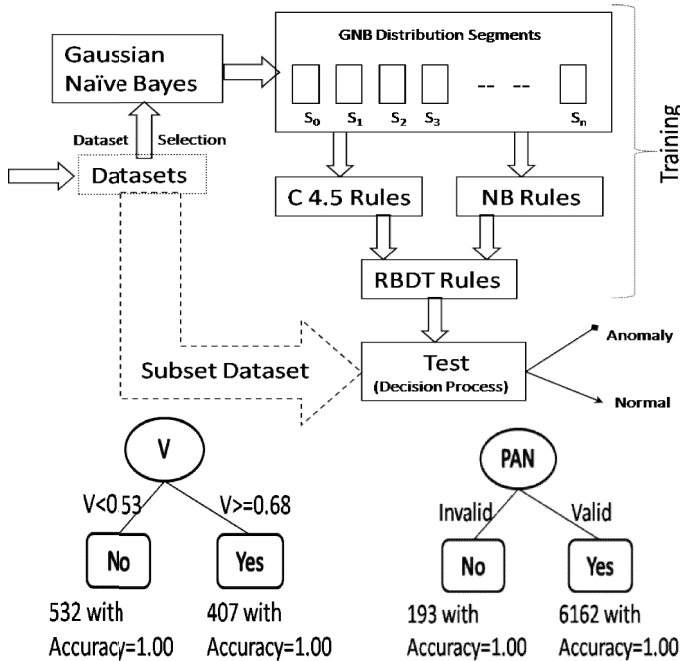 Gaussian
Naïve Bayes
GNB Distribution Segments
S0 S1 S2 S3 -- -- Sn
Training
Dataset Selection
Datasets
C 4.5 Rules
NB Rules
RBDT Rules
Subset Dataset
Test
(Decision Process)
Anomaly
Normal
V
V<0.53
V>=0.68
No
Yes
532 with
Accuracy=1.00
407 with
Accuracy=1.00
PAN
Invalid
Valid
No
Yes
193 with
Accuracy=1.00
6162 with
Accuracy=1.00